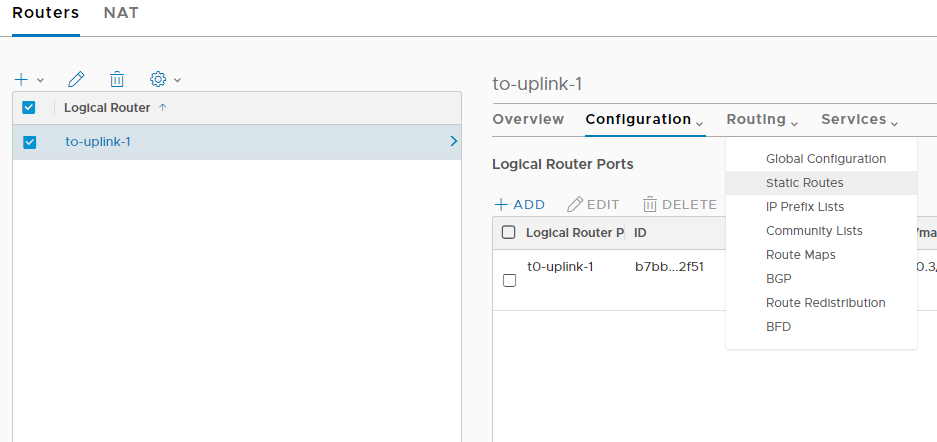 Routers NAT
Logical Router
to-uplink-1
to-uplink-1
Overview Configuration Routing Services
Logical Router Ports
ADD EDIT DELETE
Logical Router P ID
t0-uplink-1 b7bb...2f51
Global Configuration
Static Routes
IP Prefix Lists
Community Lists
Route Maps
BGP
Route Redistribution
BFD
/ma
0.3,